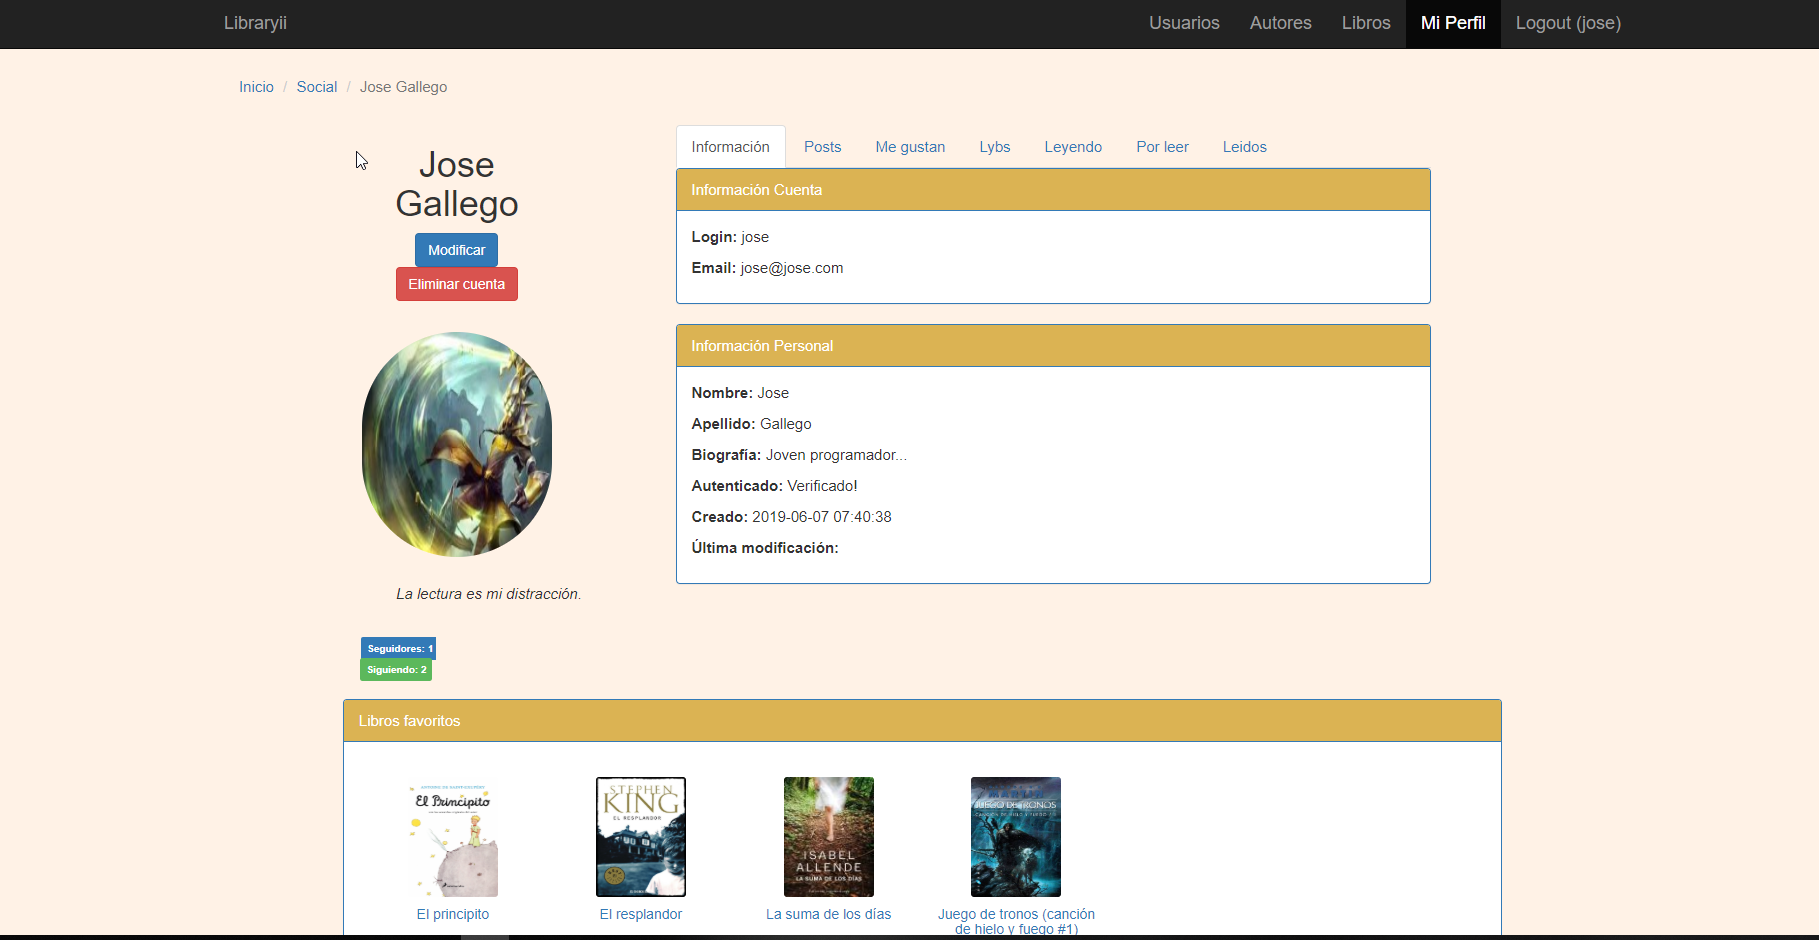 Libraryii
Usuarios Autores Libros Mi Perfil Logout (jose)
Inicio / Social / Jose Gallego
Jose
Gallego
Modificar
Eliminar cuenta
La lectura es mi distracción.
Seguidores: 1
Siguiendo: 2
Información Posts Me gustan Lybs Leyendo Por leer Leidos
Información Cuenta
Login: jose
Email: jose@jose.com
Información Personal
Nombre: Jose
Apellido: Gallego
Biografía: Joven programador...
Autenticado: Verificado!
Creado: 2019-06-07 07:40:38
Última modificación:
Libros favoritos
El Principito
STEPHEN
KING
EL RESPLANDOR
ISABEL
ALLENDE
LA SUMA DE LOS DÍAS
JUEGO DE TRONOS
CANCIÓN DE HIELO Y FUEGO
El principito
El resplandor
La suma de los días
Juego de tronos (canción
de hielo y fuego #1)